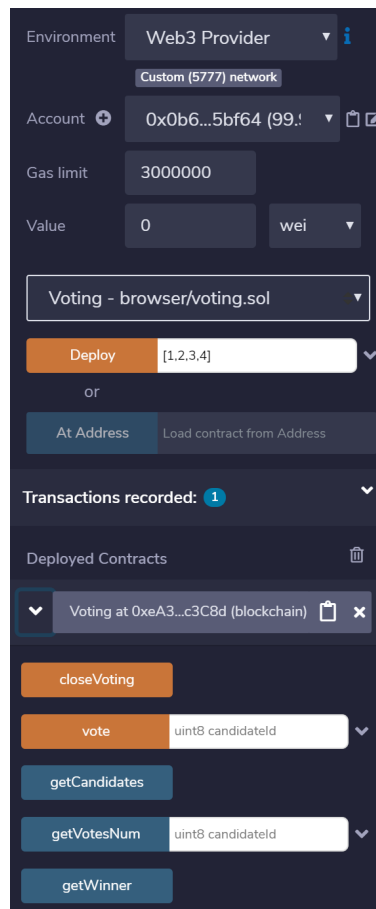 Environment Web3 Provider i
Custom (5777) network
Account 0x0b6...5bf64 (99.9
Gas limit 3000000
Value 0 wei
Voting - browser/voting.sol
Deploy [1,2,3,4]
or
At Address Load contract from Address
Transactions recorded: 1
Deployed Contracts
Voting at 0xeA3...c3C8d (blockchain)
closeVoting
vote uint8 candidateId
getCandidates
getVotesNum uint8 candidateId
getWinner